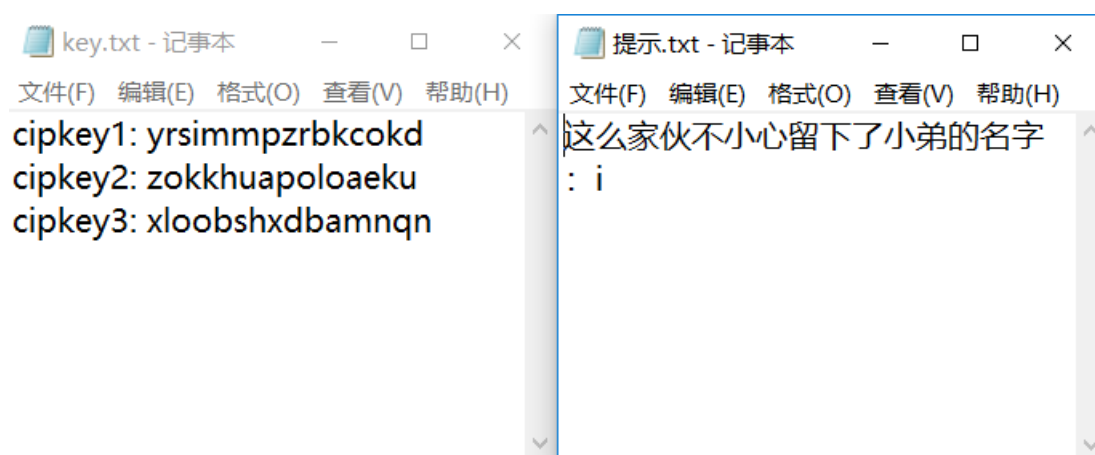 key.txt - 记事本
文件(F) 编辑(E) 格式(O) 查看(V) 帮助(H)
cipkey1: yrsimmpzrbkcokd
cipkey2: zokkhuapoloaeku
cipkey3: xloobshxdbamnqn
提示.txt - 记事本
文件(F) 编辑(E) 格式(O) 查看(V) 帮助(H)
这么家伙不小心留下了小弟的名字
: i